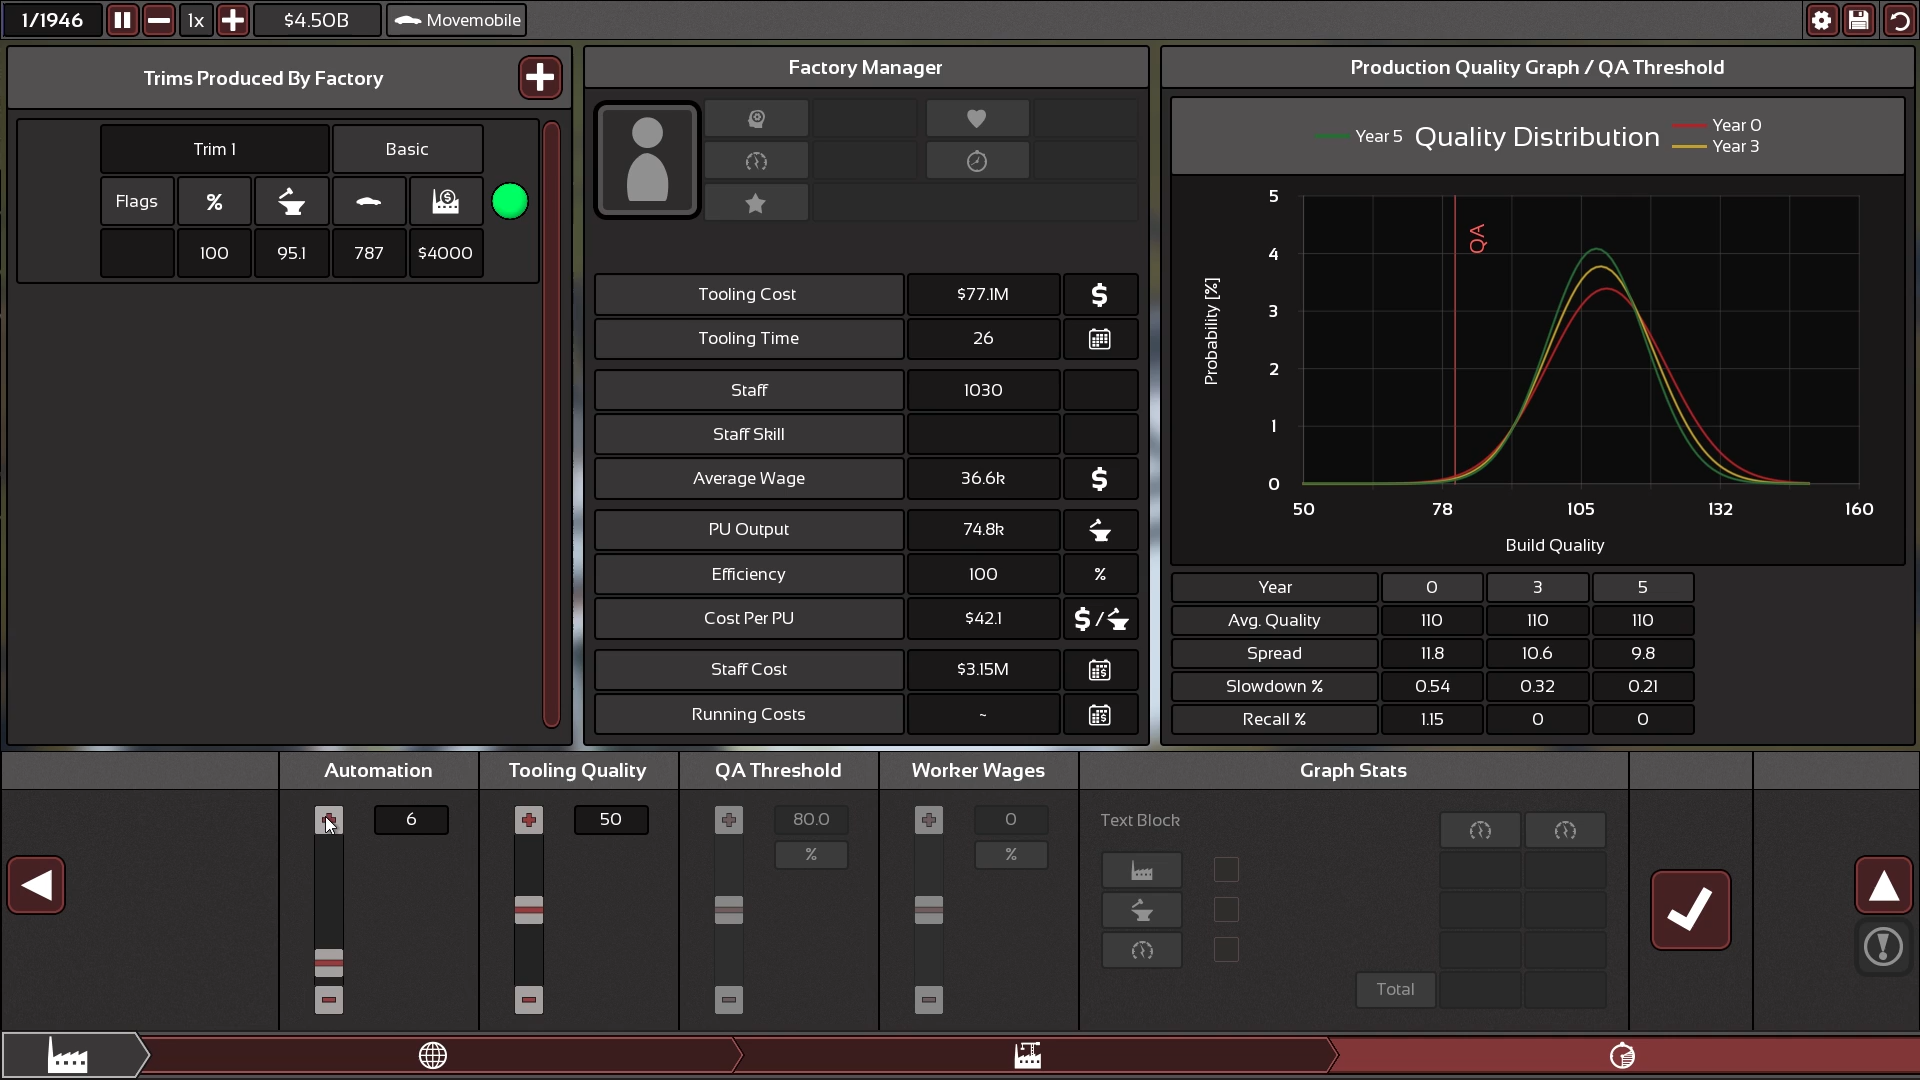 1/1946
1x
$4.50B
Movemobile
Trims Produced By Factory
Trim 1
Basic
Flags
%
100
95.1
787
$4000
Factory Manager
Tooling Cost
$77.1M
$
Tooling Time
26
Staff
1030
Staff Skill
Average Wage
36.6k
$
PU Output
74.8k
Efficiency
100
%
Cost Per PU
$42.1
$/
Staff Cost
$3.15M
Running Costs
~
Production Quality Graph / QA Threshold
Year 5
Quality Distribution
Year 0
Year 3
QA
Probability [%]
5
4
3
2
1
0
50
78
105
132
160
Build Quality
Year
0
3
5
Avg. Quality
110
110
110
Spread
11.8
10.6
9.8
Slowdown %
0.54
0.32
0.21
Recall %
1.15
0
0
Automation
6
Tooling Quality
50
QA Threshold
80.0
%
Worker Wages
0
%
Graph Stats
Text Block
Total